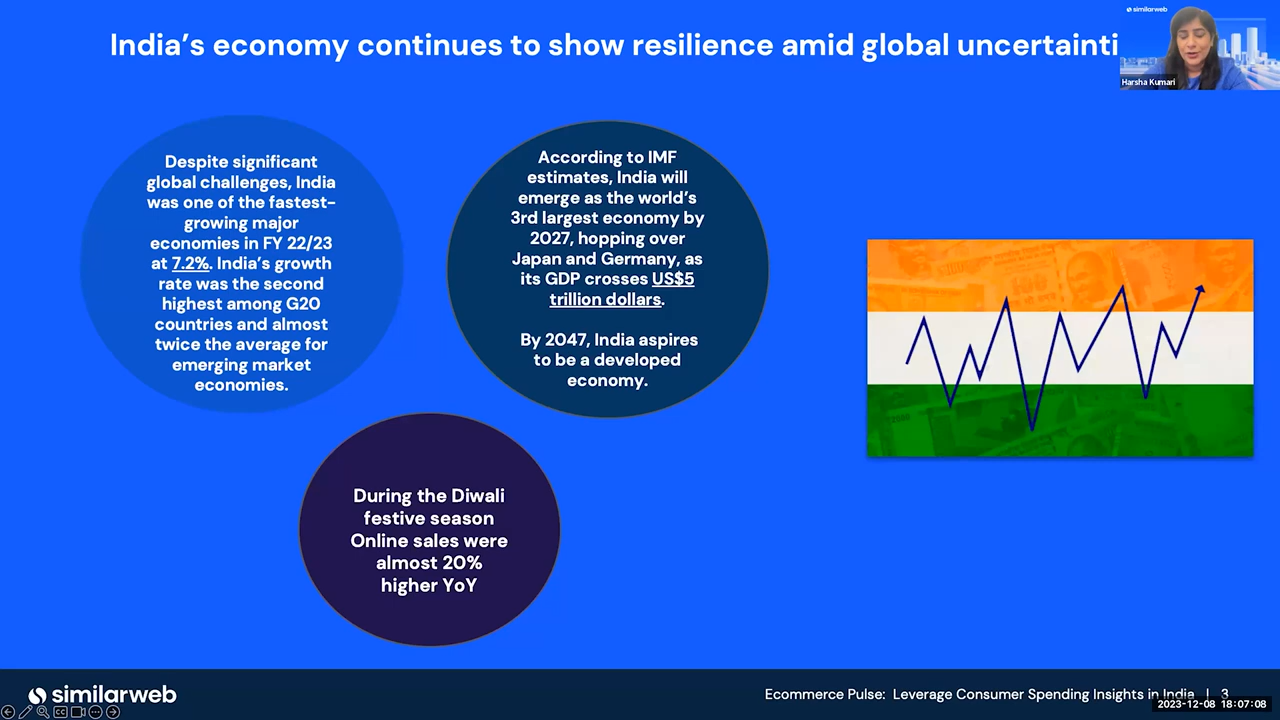 India’s economy continues to show resilience amid global uncertainti
similarweb
Harsha Kumari
Despite significant
global challenges, India
was one of the fastest-
growing major
economies in FY 22/23
at 7.2%. India’s growth
rate was the second
highest among G20
countries and almost
twice the average for
emerging market
economies.
According to IMF
estimates, India will
emerge as the world’s
3rd largest economy by
2027, hopping over
Japan and Germany, as
its GDP crosses US$5
trillion dollars.
By 2047, India aspires
to be a developed
economy.
During the Diwali
festive season
Online sales were
almost 20%
higher YoY
similarweb
Ecommerce Pulse: Leverage Consumer Spending Insights in India | 3
CC
2023-12-08 18:07:08